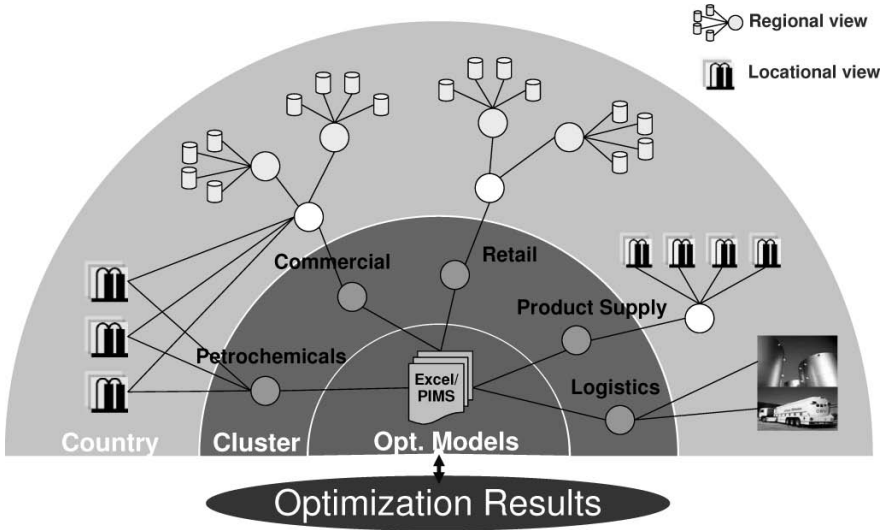 Regional view
Locational view
Commercial
Retail
Product Supply
Petrochemicals
Excel/
PIMS
Logistics
Country
Cluster
Opt. Models
Optimization Results